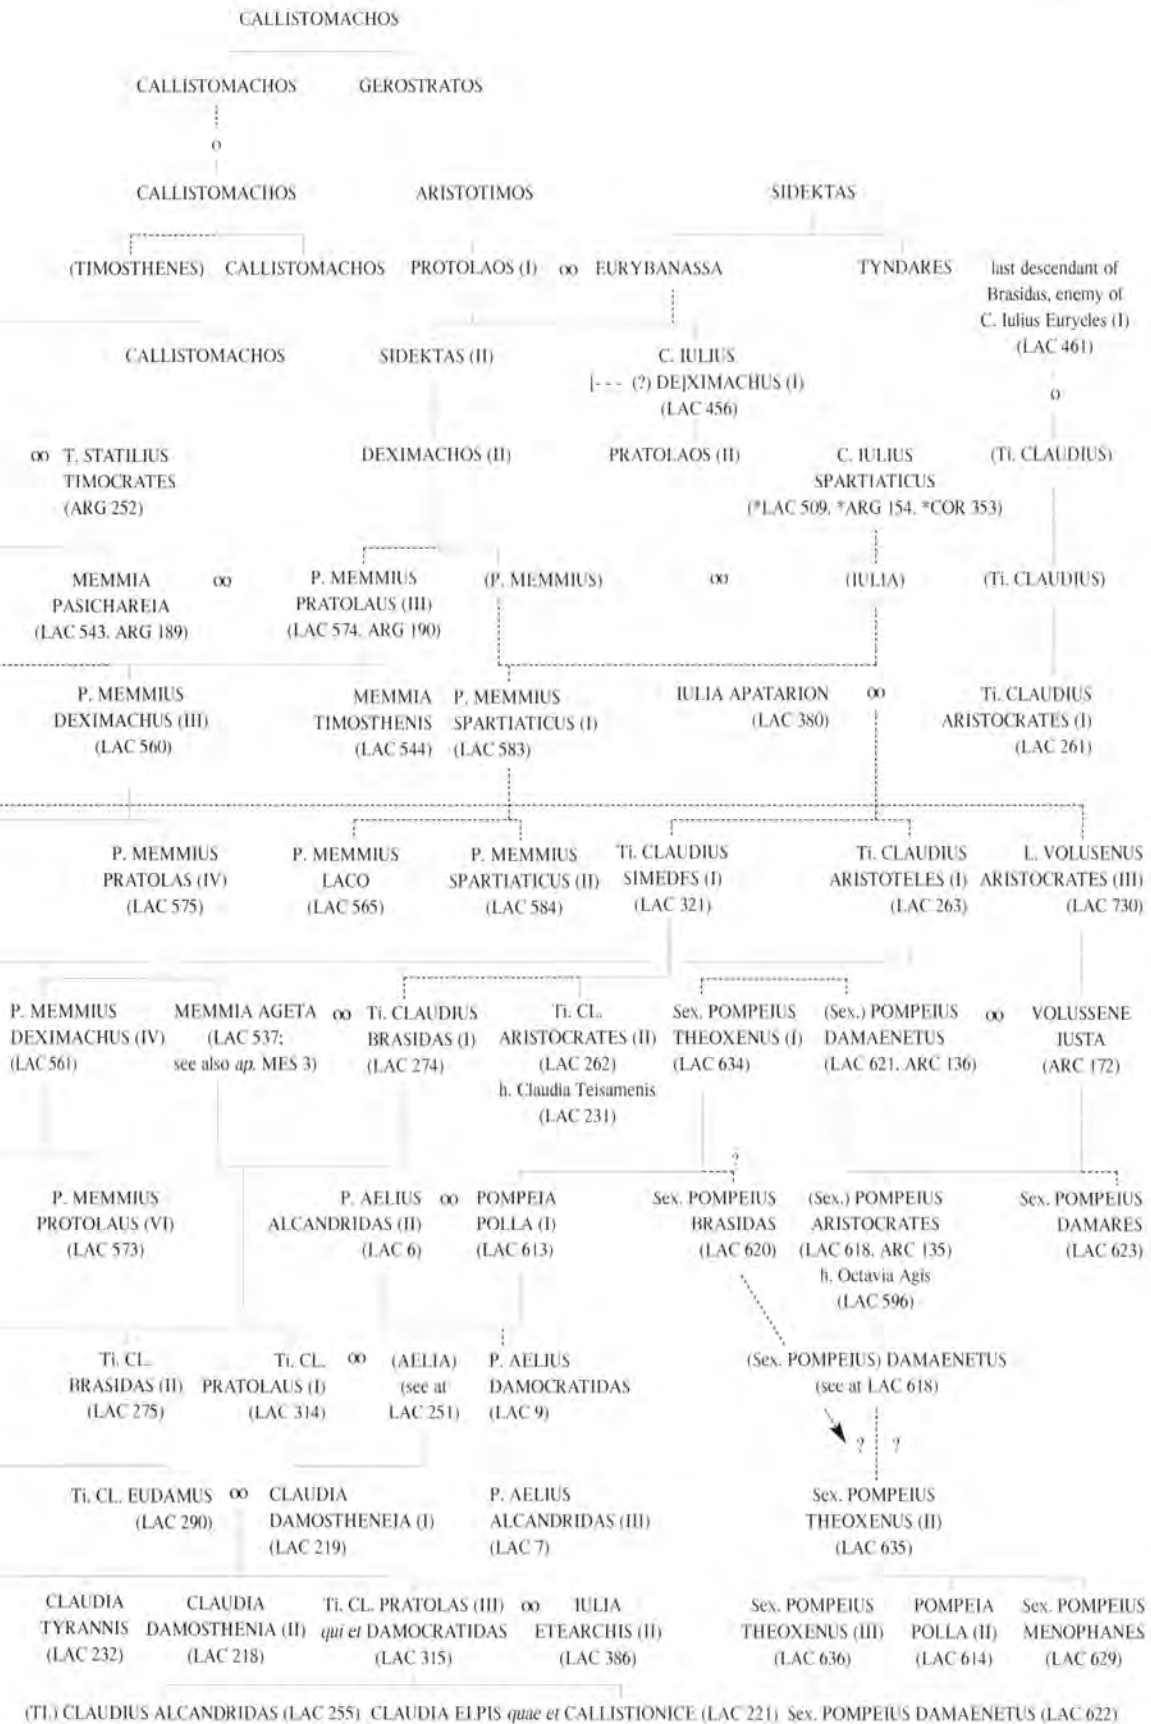 CALLISTOMACHOS
CALLISTOMACHOS GEROSTRATOS
o
CALLISTOMACHOS ARISTOTIMOS SIDEKTAS
(TIMOSTHENES) CALLISTOMACHOS PROTOLAOS (I) ∞ EURYBANASSA TYNDARES
last descendant of
Brasidas, enemy of
C. Iulius Eurycles (I)
(LAC 461)
o
CALLISTOMACHOS SIDEKTAS (II)
C. IULIUS
[--- (?) DE]XIMACHUS (I)
(LAC 456)
∞ T. STATILIUS
TIMOCRATES
(ARG 252)
DEXIMACHOS (II) PRATOLAOS (II)
C. IULIUS
SPARTIATICUS
(*LAC 509, *ARG 154, *COR 353)
(Ti. CLAUDIUS)
MEMMIA
PASICHAREIA
(LAC 543, ARG 189)
∞
P. MEMMIUS
PRATOLAUS (III)
(LAC 574, ARG 190)
(P. MEMMIUS) ∞ (IULIA) (Ti. CLAUDIUS)
P. MEMMIUS
DEXIMACHUS (III)
(LAC 560)
MEMMIA
TIMOSTHENIS
(LAC 544)
P. MEMMIUS
SPARTIATICUS (I)
(LAC 583)
IULIA APATARION
(LAC 380)
∞
Ti. CLAUDIUS
ARISTOCRATES (I)
(LAC 261)
P. MEMMIUS
PRATOLAS (IV)
(LAC 575)
P. MEMMIUS
LACO
(LAC 565)
P. MEMMIUS
SPARTIATICUS (II)
(LAC 584)
Ti. CLAUDIUS
SIMEDES (I)
(LAC 321)
Ti. CLAUDIUS
ARISTOTELES (I)
(LAC 263)
L. VOLUSENUS
ARISTOCRATES (III)
(LAC 730)
P. MEMMIUS
DEXIMACHUS (IV)
(LAC 561)
MEMMIA AGETA
(LAC 537;
see also ap. MES 3)
∞
Ti. CLAUDIUS
BRASIDAS (I)
(LAC 274)
Ti. CL.
ARISTOCRATES (II)
(LAC 262)
h. Claudia Teisamenis
(LAC 231)
Sex. POMPEIUS
THEOXENUS (I)
(LAC 634)
(Sex.) POMPEIUS
DAMAENETUS
(LAC 621, ARC 136)
∞
VOLUSSENE
IUSTA
(ARC 172)
?
P. MEMMIUS
PROTOLAUS (VI)
(LAC 573)
P. AELIUS
ALCANDRIDAS (II)
(LAC 6)
∞
POMPEIA
POLLA (I)
(LAC 613)
Sex. POMPEIUS
BRASIDAS
(LAC 620)
(Sex.) POMPEIUS
ARISTOCRATES
(LAC 618, ARC 135)
h. Octavia Agis
(LAC 596)
Sex. POMPEIUS
DAMARES
(LAC 623)
Ti. CL.
BRASIDAS (II)
(LAC 275)
Ti. CL.
PRATOLAUS (I)
(LAC 314)
∞
(AELIA)
(see at
LAC 251)
P. AELIUS
DAMOCRATIDAS
(LAC 9)
(Sex. POMPEIUS) DAMAENETUS
(see at LAC 618)
? ?
Ti. CL. EUDAMUS
(LAC 290)
∞
CLAUDIA
DAMOSTHENEIA (I)
(LAC 219)
P. AELIUS
ALCANDRIDAS (III)
(LAC 7)
Sex. POMPEIUS
THEOXENUS (II)
(LAC 635)
CLAUDIA
TYRANNIS
(LAC 232)
CLAUDIA
DAMOSTHENIA (II)
(LAC 218)
Ti. CL. PRATOLAS (III)
qui et DAMOCRATIDAS
(LAC 315)
∞
IULIA
ETEARCHIS (II)
(LAC 386)
Sex. POMPEIUS
THEOXENUS (III)
(LAC 636)
POMPEIA
POLLA (II)
(LAC 614)
Sex. POMPEIUS
MENOPHANES
(LAC 629)
(TI.) CLAUDIUS ALCANDRIDAS (LAC 255) CLAUDIA ELPIS quae et CALLISTIONICE (LAC 221) Sex. POMPEIUS DAMAENETUS (LAC 622)